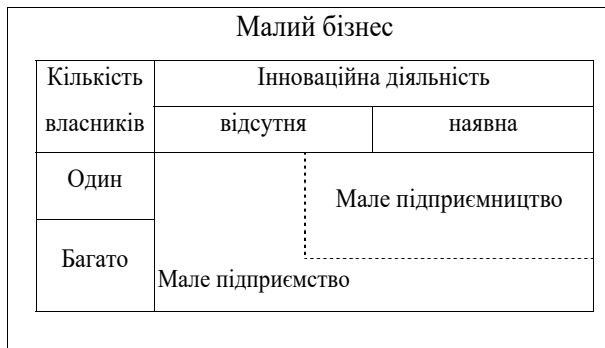 Малий бізнес
Кількість власників
Інноваційна діяльність
відсутня
наявна
Один
Мале підприємництво
Багато
Мале підприємство